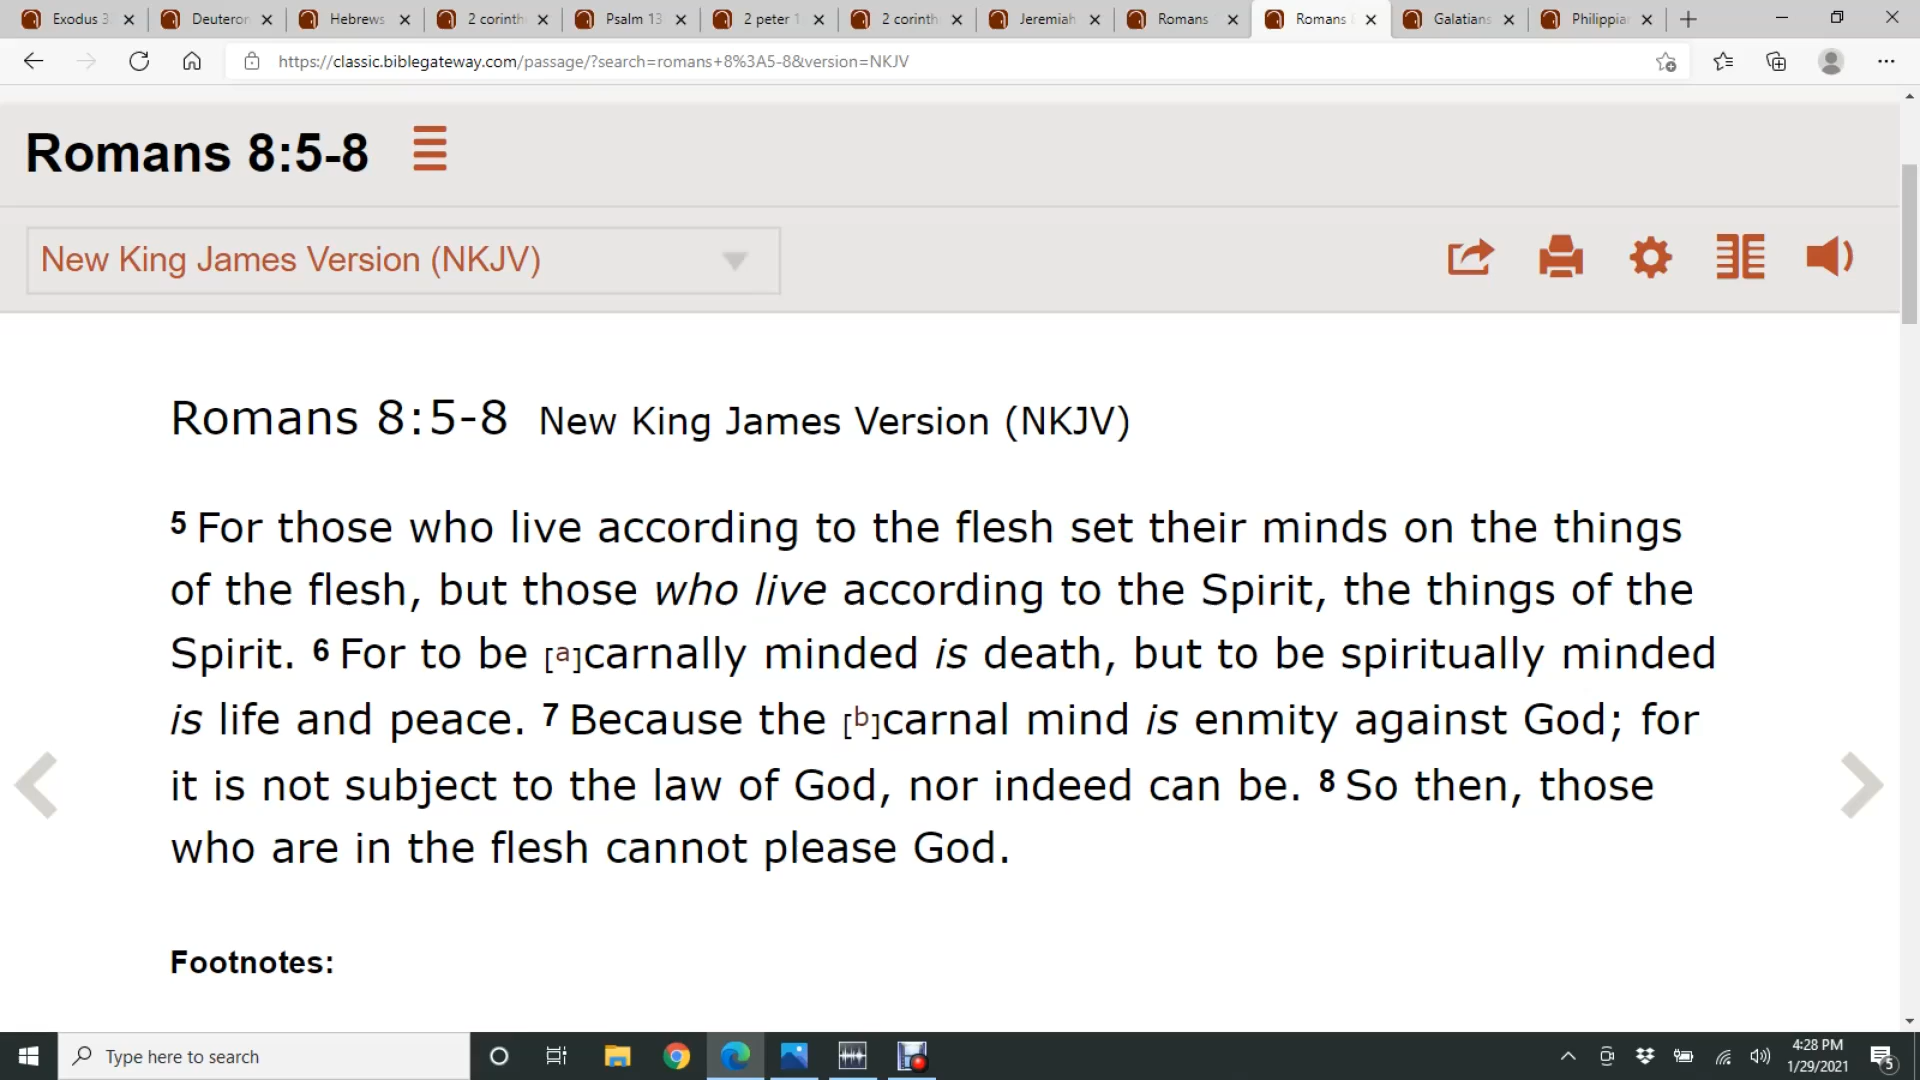 Exodus 3
Deuteron
Hebrews
2 corinth
Psalm 13
2 peter 1
2 corinth
Jeremiah
Romans
Romans
Galatians
Philippia
https://classic.biblegateway.com/passage/?search=romans+8%3A5-8&version=NKJV
Romans 8:5-8
New King James Version (NKJV)
Romans 8:5-8 New King James Version (NKJV)
5 For those who live according to the flesh set their minds on the things
of the flesh, but those who live according to the Spirit, the things of the
Spirit. 6 For to be [a]carnally minded is death, but to be spiritually minded
is life and peace. 7 Because the [b]carnal mind is enmity against God; for
it is not subject to the law of God, nor indeed can be. 8 So then, those
who are in the flesh cannot please God.
Footnotes:
Type here to search
4:28 PM
1/29/2021
5